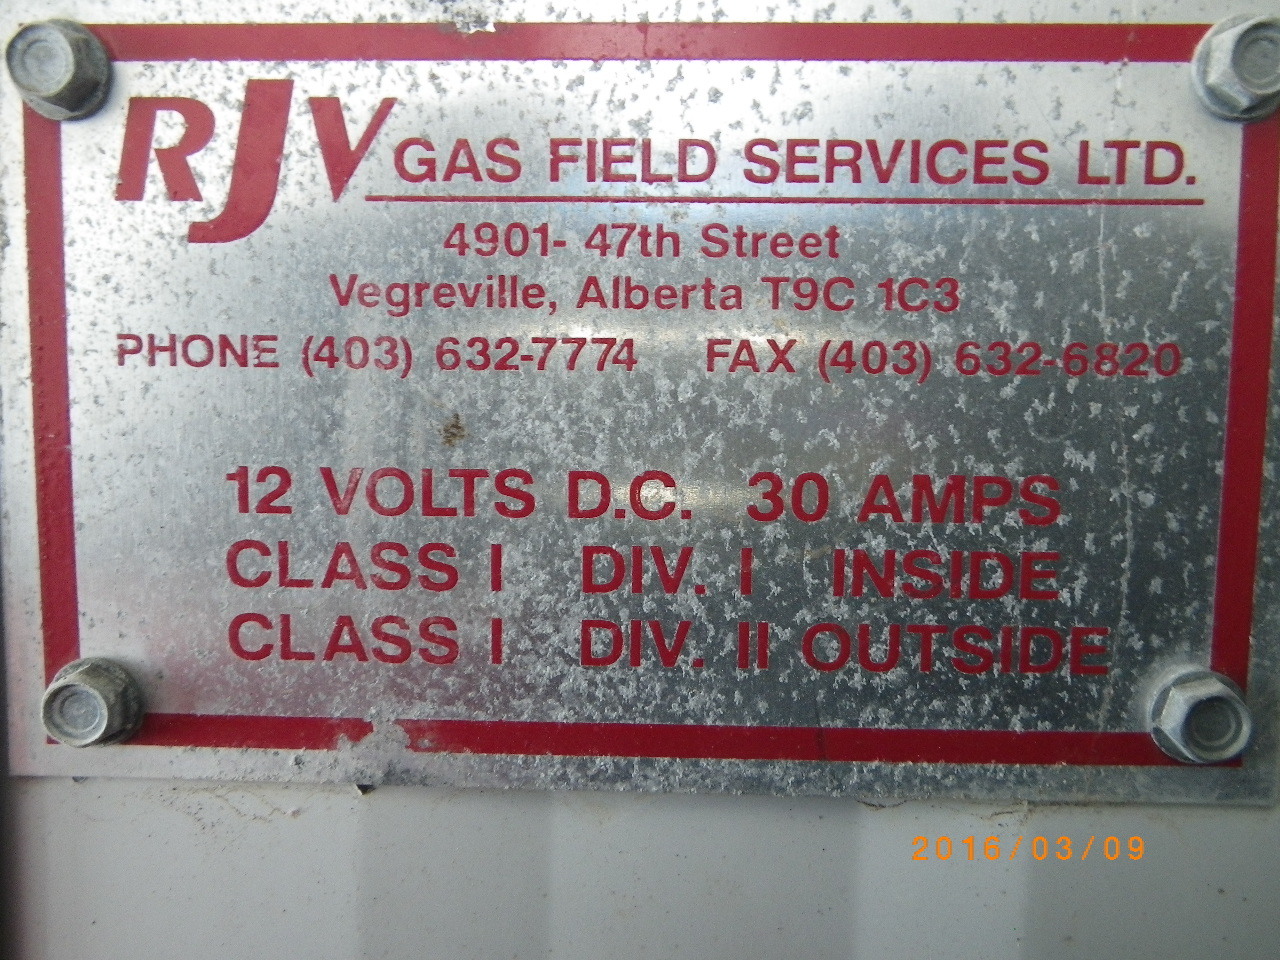 RJV GAS FIELD SERVICES LTD.
4901- 47th Street
Vegreville, Alberta T9C 1C3
PHONE (403) 632-7774 FAX (403) 632-6820
12 VOLTS D.C. 30 AMPS
CLASS I DIV. I INSIDE
CLASS I DIV. II OUTSIDE
2016/03/09